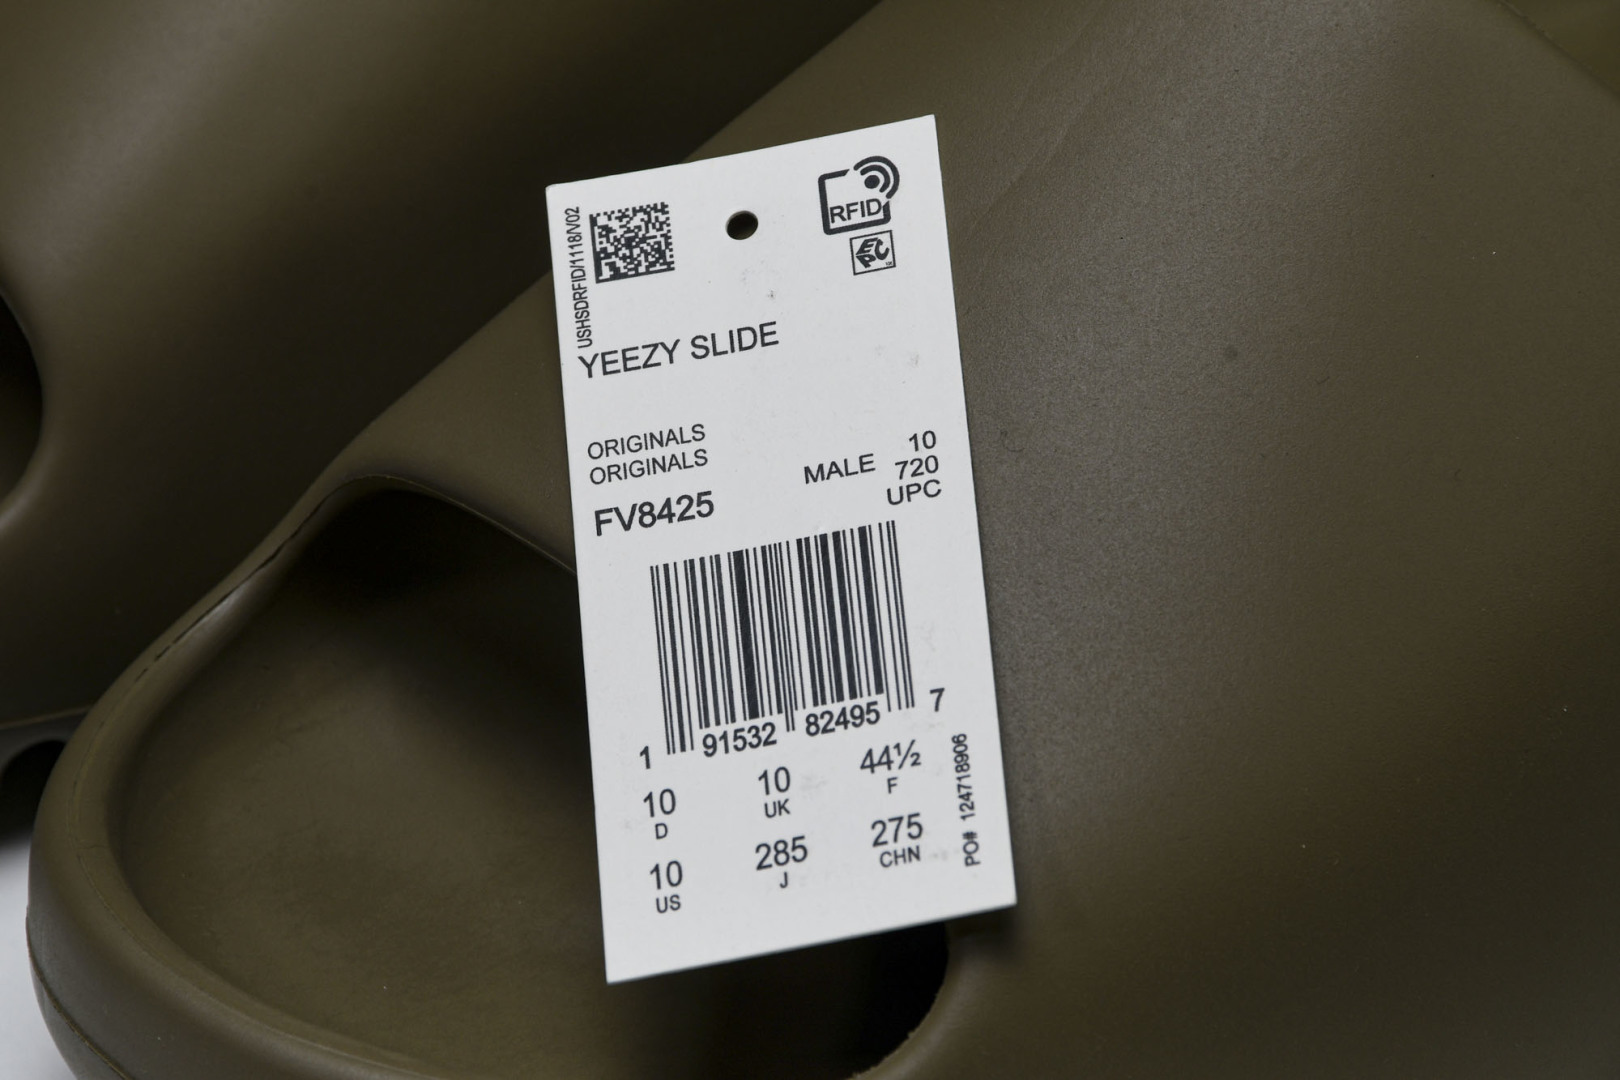 USHSDRFID/1118/V02
RFID
EPC
YEEZY SLIDE
ORIGINALS
ORIGINALS
FV8425
MALE 10
720
UPC
1 91532 82495 7
10 10 44½
D UK F
10 285 275
US J CHN
PO# 124718906